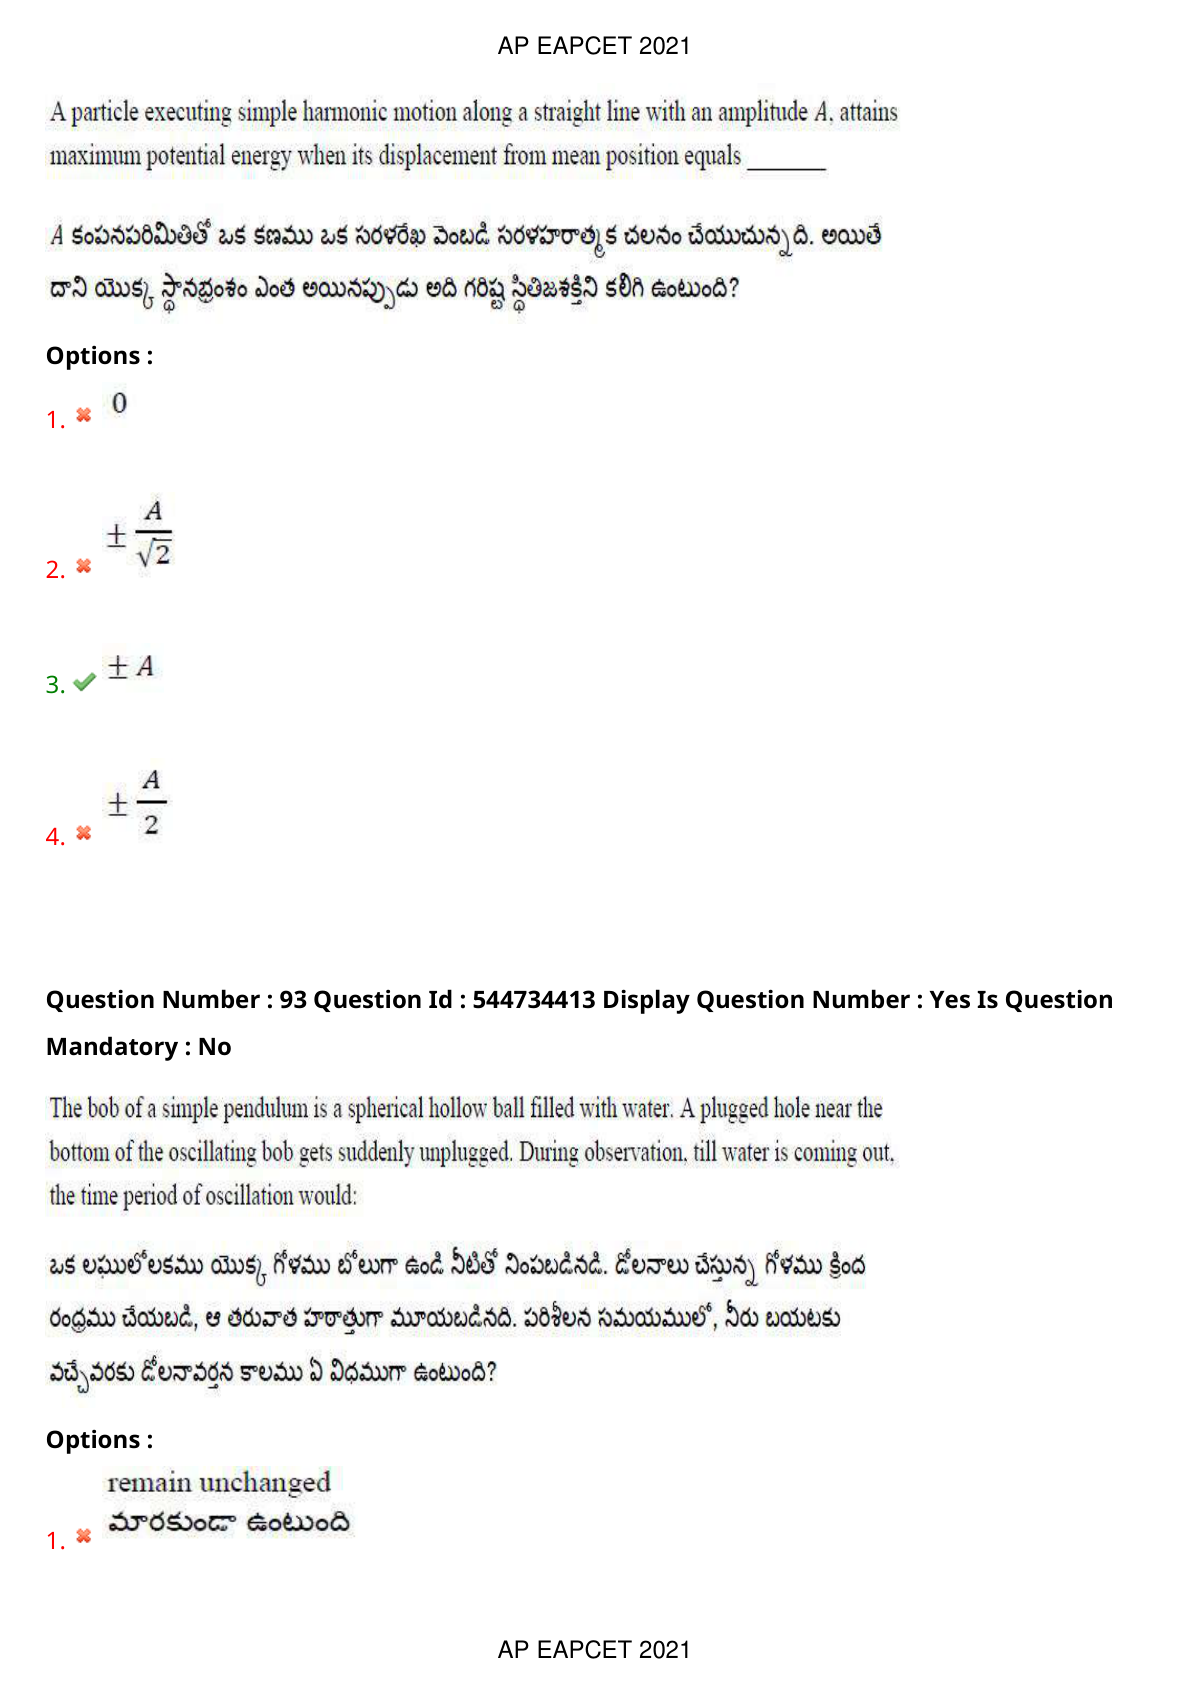 AP EAPCET 2021
A particle executing simple harmonic motion along a straight line with an amplitude A, attains
maximum potential energy when its displacement from mean position equals ______
A కంపనపరిమితితో ఒక కణము ఒక సరళరేఖ వెంబడి సరళహరాత్మక చలనం చేయుచున్నది. అయితే
దాని యొక్క స్థానభ్రంశం ఎంత అయినప్పుడు అది గరిష్ట స్థితిజశక్తిని కలిగి ఉంటుంది?
Options :
1. ✖ 0
2. ✖ ± A/√2
3. ✔ ± A
4. ✖ ± A/2
Question Number : 93 Question Id : 544734413 Display Question Number : Yes Is Question
Mandatory : No
The bob of a simple pendulum is a spherical hollow ball filled with water. A plugged hole near the
bottom of the oscillating bob gets suddenly unplugged. During observation, till water is coming out,
the time period of oscillation would:
ఒక లఘులోలకము యొక్క గోళము బోలుగా ఉండి నీటితో నింపబడినది. డోలనాలు చేస్తున్న గోళము క్రింద
రంధ్రము చేయబడి, ఆ తరువాత హఠాత్తుగా మూయబడినది. పరిశీలన సమయములో, నీరు బయటకు
వచ్చేవరకు డోలనావర్తన కాలము ఏ విధముగా ఉంటుంది?
Options :
remain unchanged
మారకుండా ఉంటుంది
1. ✖
AP EAPCET 2021